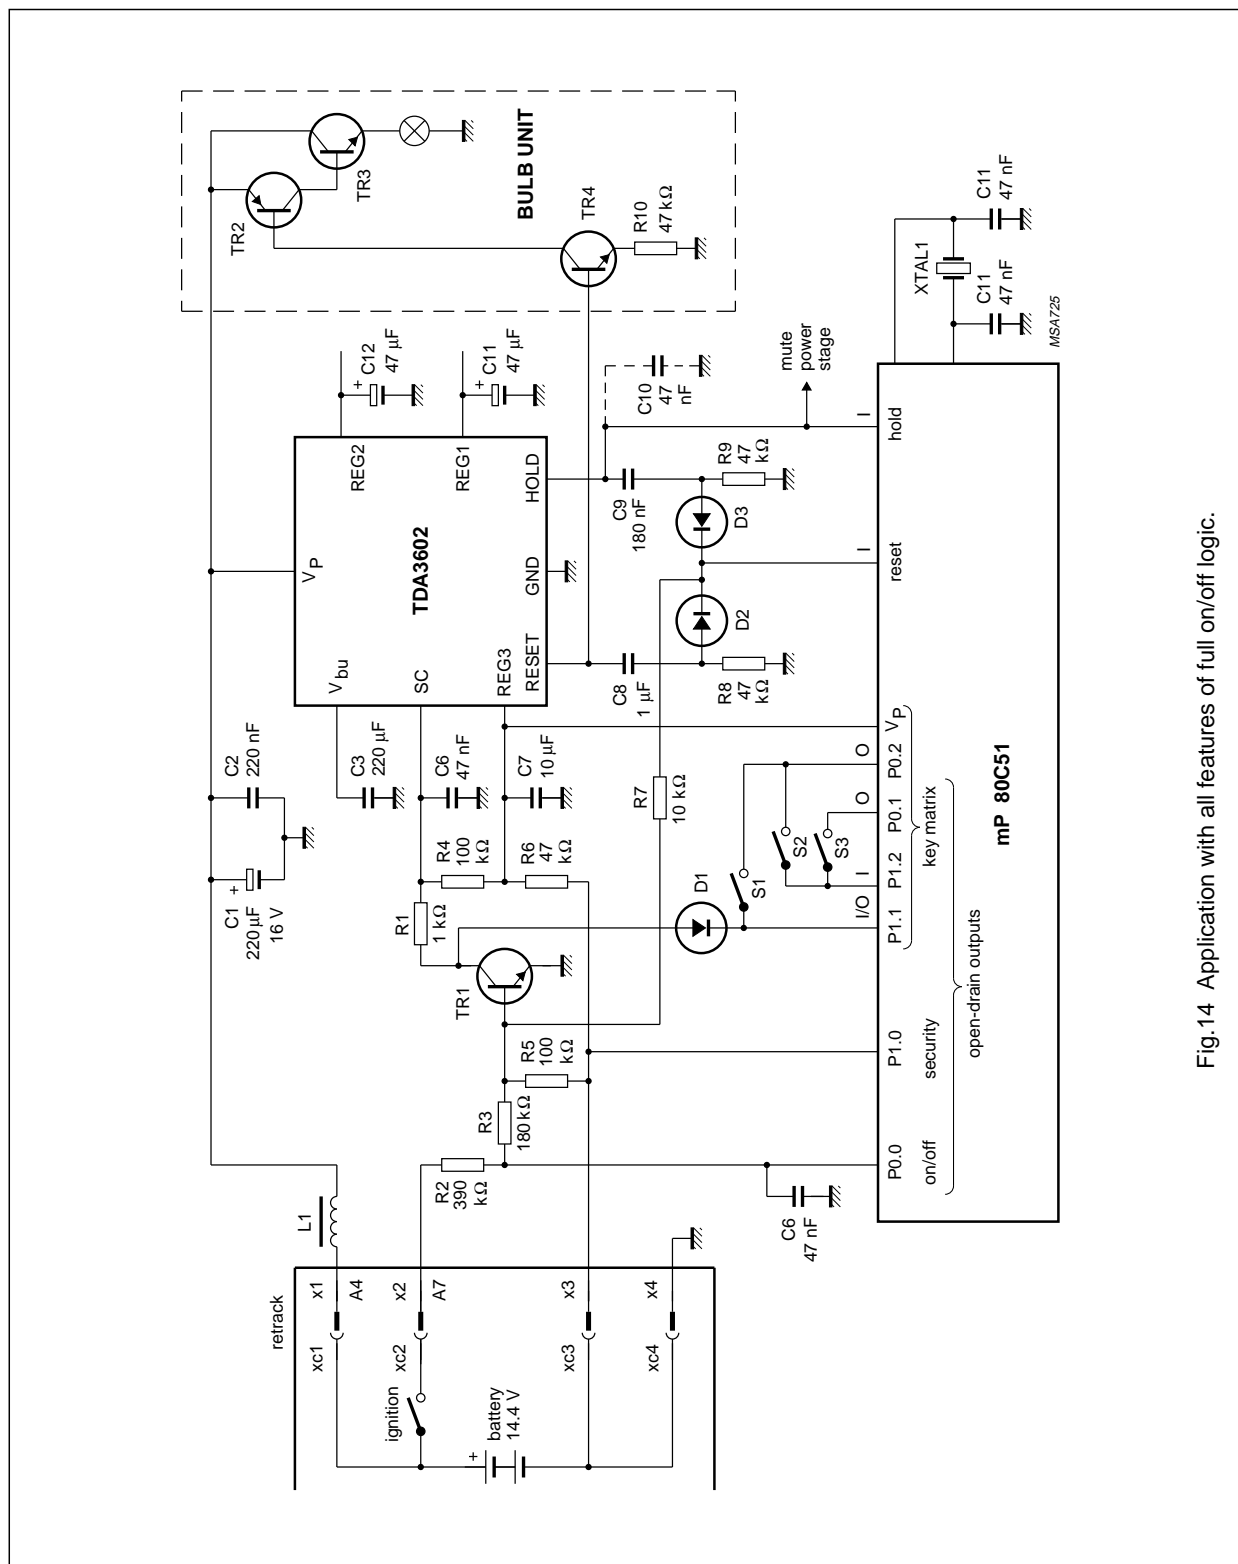 retrack
xc1
x1
A4
L1
xc2
x2
A7
ignition
+
battery
14.4 V
xc3
x3
xc4
x4
C1
220 µF
16 V
+
C2
220 nF
R2
390
kΩ
R3
180 kΩ
R5
100
kΩ
TR1
R1
1 kΩ
R4
100
kΩ
R6
47
kΩ
C3
220 µF
C6
47 nF
C7
10 µF
Vbu
VP
SC
REG3
RESET
GND
HOLD
REG2
REG1
TDA3602
+
C12
47 µF
+
C11
47 µF
TR2
TR3
BULB UNIT
TR4
R10
47 kΩ
C8
1 µF
C9
180 nF
C10
47
nF
R8
47
kΩ
D2
D3
R9
47
kΩ
R7
10 kΩ
D1
S1
S2
S3
mute
power
stage
C6
47 nF
P0.0
on/off
P1.0
security
I/O
P1.1
I
P1.2
O
P0.1
O
P0.2
VP
key matrix
open-drain outputs
I
reset
I
hold
mP 80C51
XTAL1
C11
47 nF
C11
47 nF
MSA725
Fig.14 Application with all features of full on/off logic.